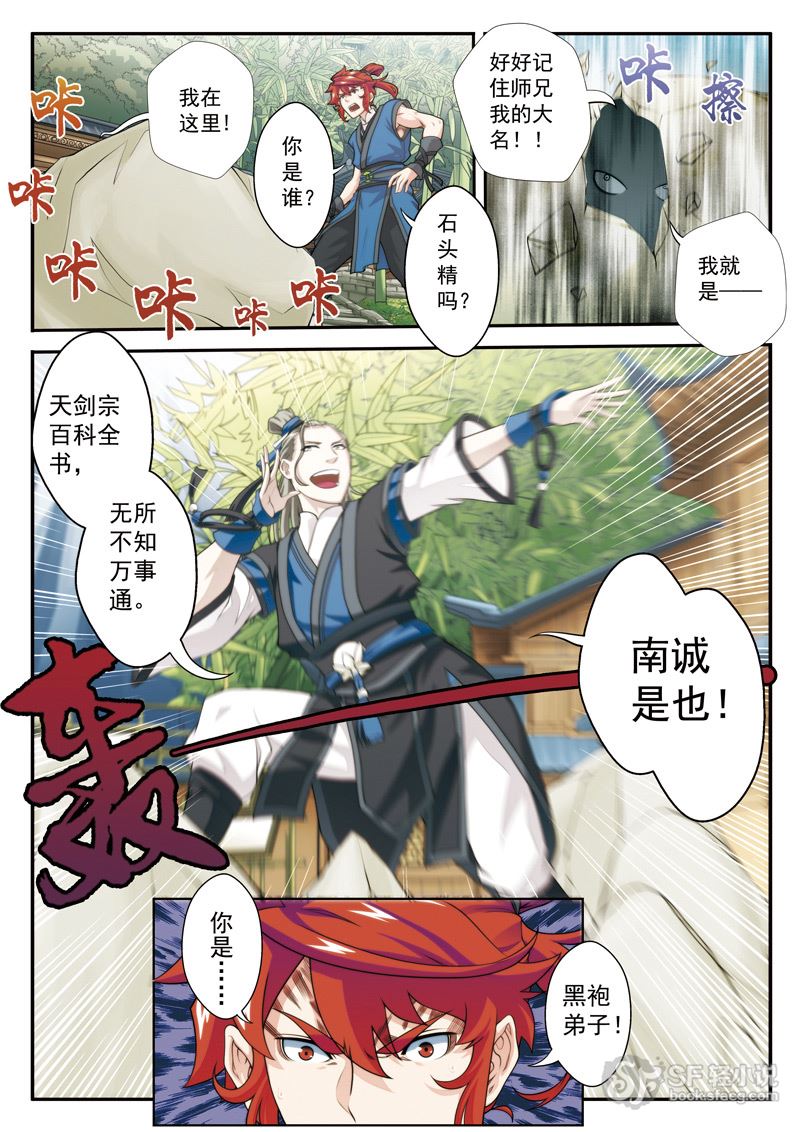 咔
我在
这里！
你
是
谁？
石头
精
吗？
咔
咔
咔
咔
咔
好好记
住师兄
我的大
名！！
咔
擦
我就
是——
天剑宗
百科全
书，
无所
不知
万事
通。
轰
南诚
是也！
你
是
……
黑袍
弟子！
SF轻小说
book.sfacg.com